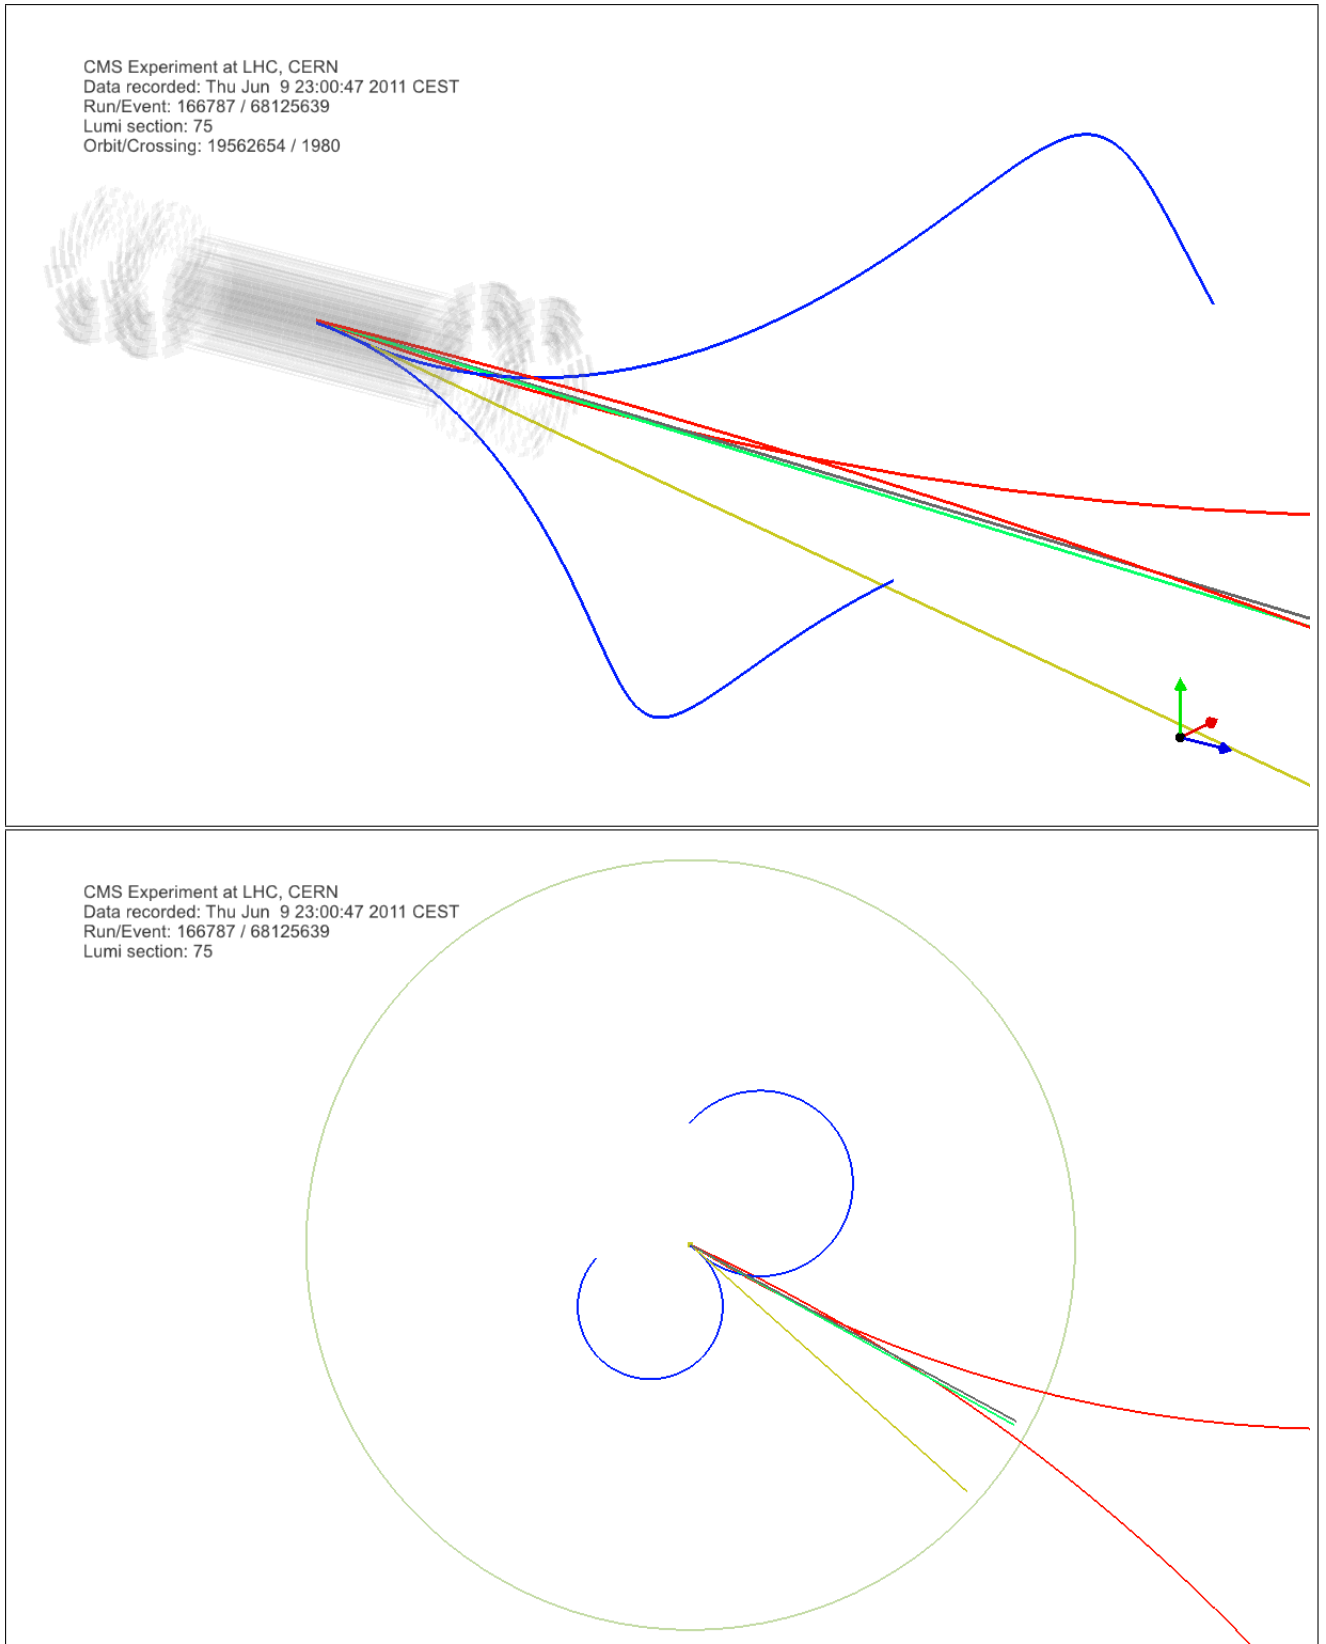 CMS Experiment at LHC, CERN
Data recorded: Thu Jun  9 23:00:47 2011 CEST
Run/Event: 166787 / 68125639
Lumi section: 75
Orbit/Crossing: 19562654 / 1980
CMS Experiment at LHC, CERN
Data recorded: Thu Jun  9 23:00:47 2011 CEST
Run/Event: 166787 / 68125639
Lumi section: 75